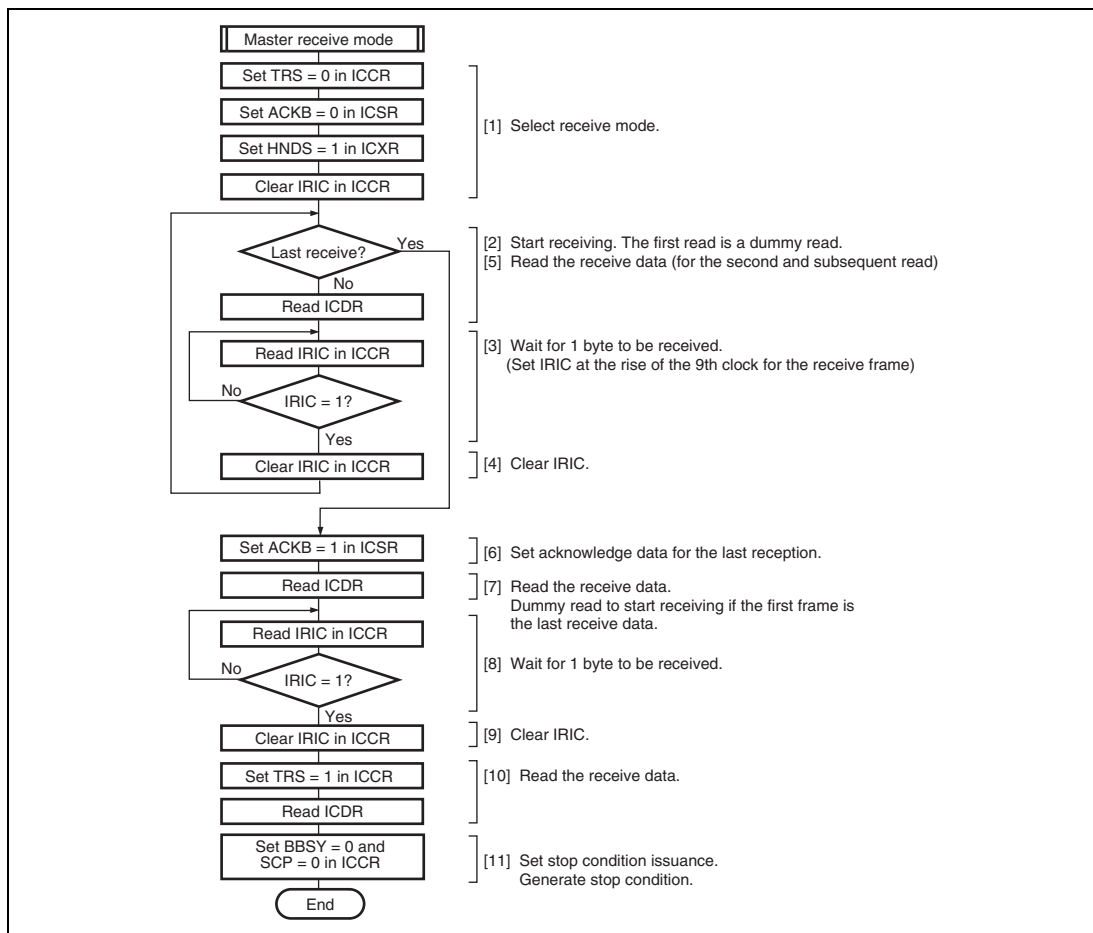 Master receive mode
Set TRS = 0 in ICCR
Set ACKB = 0 in ICSR
[1] Select receive mode.
Set HNDS = 1 in ICXR
Clear IRIC in ICCR
Last receive?
Yes
No
[2] Start receiving. The first read is a dummy read.
[5] Read the receive data (for the second and subsequent read)
Read ICDR
Read IRIC in ICCR
[3] Wait for 1 byte to be received.
(Set IRIC at the rise of the 9th clock for the receive frame)
No
IRIC = 1?
Yes
Clear IRIC in ICCR
[4] Clear IRIC.
Set ACKB = 1 in ICSR
[6] Set acknowledge data for the last reception.
Read ICDR
[7] Read the receive data.
Dummy read to start receiving if the first frame is
the last receive data.
Read IRIC in ICCR
[8] Wait for 1 byte to be received.
No
IRIC = 1?
Yes
Clear IRIC in ICCR
[9] Clear IRIC.
Set TRS = 1 in ICCR
[10] Read the receive data.
Read ICDR
Set BBSY = 0 and
SCP = 0 in ICCR
[11] Set stop condition issuance.
Generate stop condition.
End